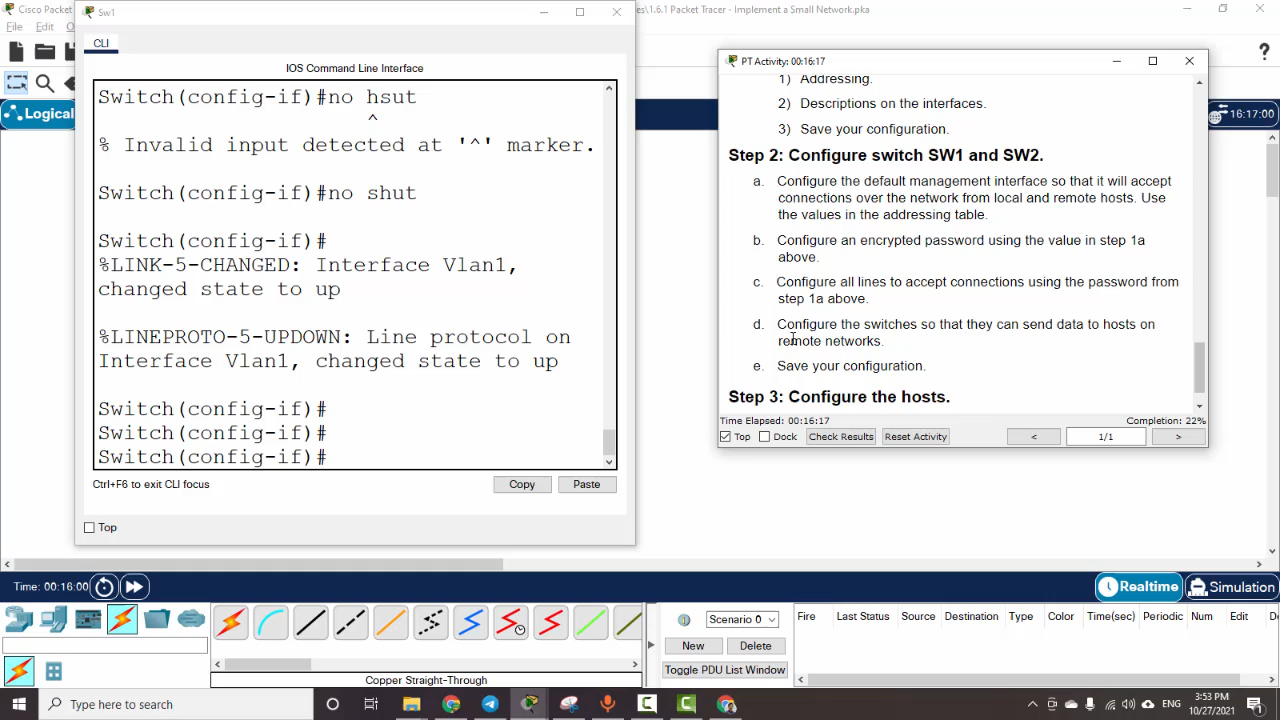 Cisco Packet Tracer
es\1.6.1 Packet Tracer - Implement a Small Network.pka
File Edit
Logical
16:17:00
Sw1
CLI
IOS Command Line Interface
Switch(config-if)#no hsut
^
% Invalid input detected at '^' marker.
Switch(config-if)#no shut
Switch(config-if)#
%LINK-5-CHANGED: Interface Vlan1,
changed state to up
%LINEPROTO-5-UPDOWN: Line protocol on
Interface Vlan1, changed state to up
Switch(config-if)#
Switch(config-if)#
Switch(config-if)#
Ctrl+F6 to exit CLI focus
Copy
Paste
Top
PT Activity: 00:16:17
1) Addressing.
2) Descriptions on the interfaces.
3) Save your configuration.
Step 2: Configure switch SW1 and SW2.
a. Configure the default management interface so that it will accept
connections over the network from local and remote hosts. Use
the values in the addressing table.
b. Configure an encrypted password using the value in step 1a
above.
c. Configure all lines to accept connections using the password from
step 1a above.
d. Configure the switches so that they can send data to hosts on
remote networks.
e. Save your configuration.
Step 3: Configure the hosts.
Time Elapsed: 00:16:17
Completion: 22%
Top
Dock
Check Results
Reset Activity
<
1/1
>
Time: 00:16:00
Realtime
Simulation
Scenario 0
New
Delete
Toggle PDU List Window
Fire Last Status Source Destination Type Color Time(sec) Periodic Num Edit
Copper Straight-Through
Type here to search
ENG
3:53 PM
10/27/2021